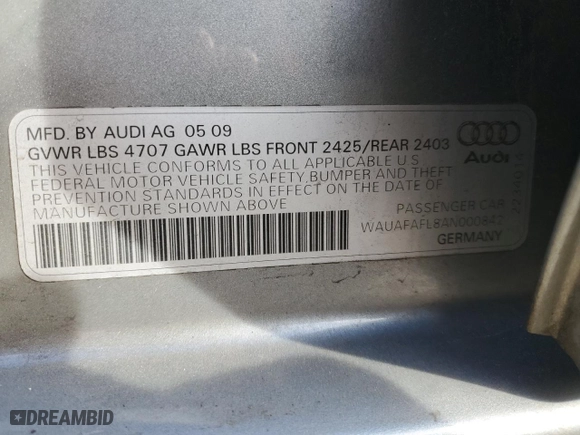 MFD. BY AUDI AG 05 09
GVWR LBS 4707 GAWR LBS FRONT 2425/REAR 2403
THIS VEHICLE CONFORMS TO ALL APPLICABLE U S
FEDERAL MOTOR VEHICLE SAFETY, BUMPER AND THEFT
PREVENTION STANDARDS IN EFFECT ON THE DATE OF
MANUFACTURE SHOWN ABOVE
Audi
PASSENGER CAR
WAUAFAFL8AN000842
GERMANY
DREAMBID